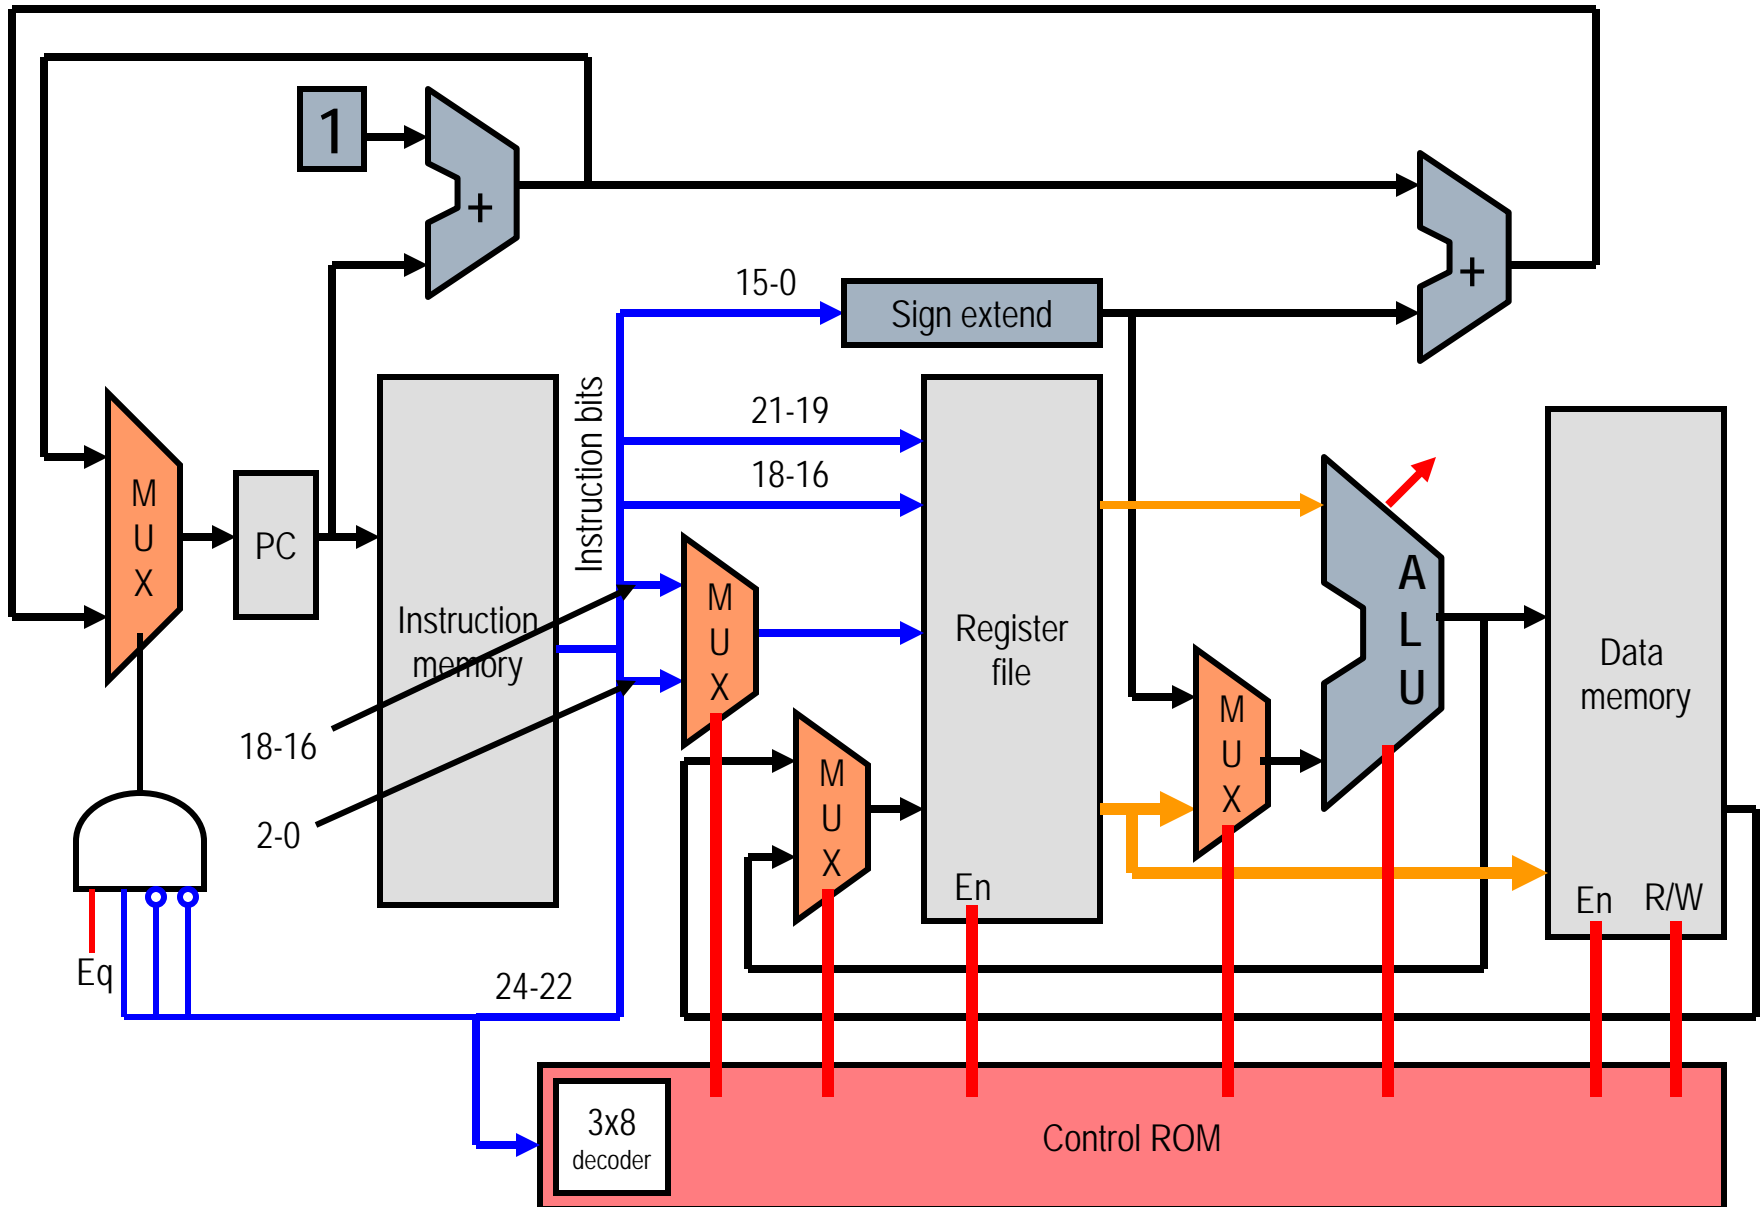 1
+
+
15-0
Sign extend
Instruction bits
21-19
18-16
M
U
X
PC
Instruction
memory
M
U
X
Register
file
A
L
U
Data
memory
M
U
X
18-16
2-0
M
U
X
En
En
R/W
Eq
24-22
3x8
decoder
Control ROM